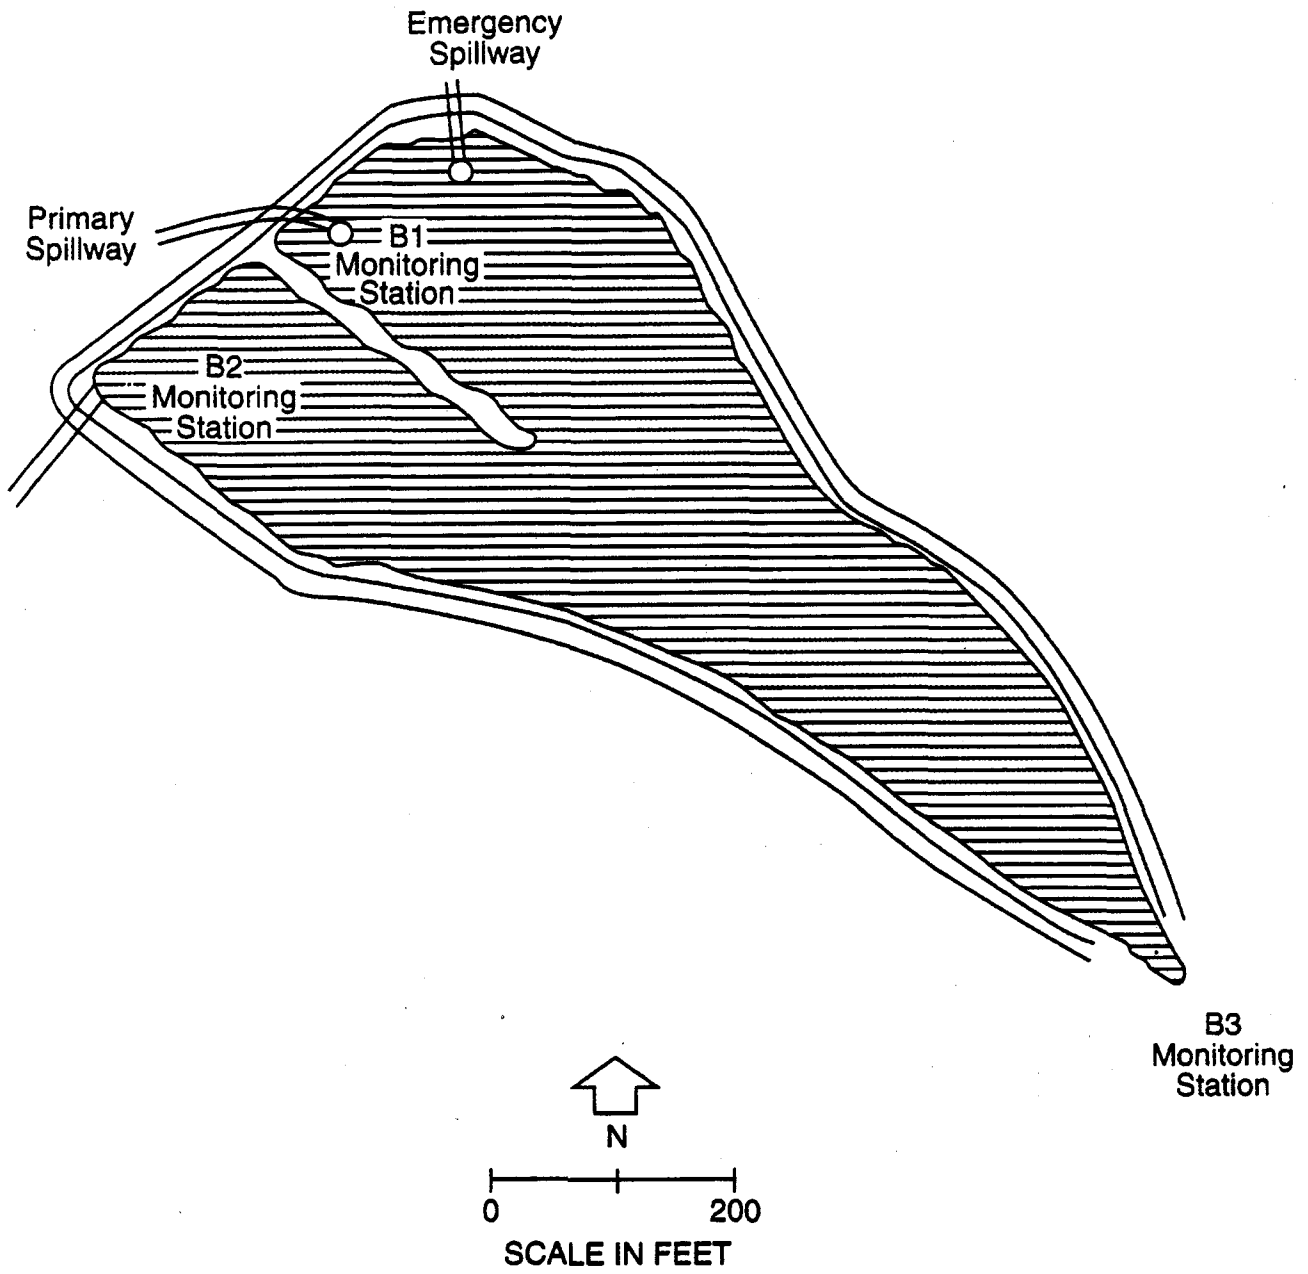 Emergency
Spillway
Primary
Spillway
B1
Monitoring
Station
B2
Monitoring
Station
B3
Monitoring
Station
N
0 200
SCALE IN FEET